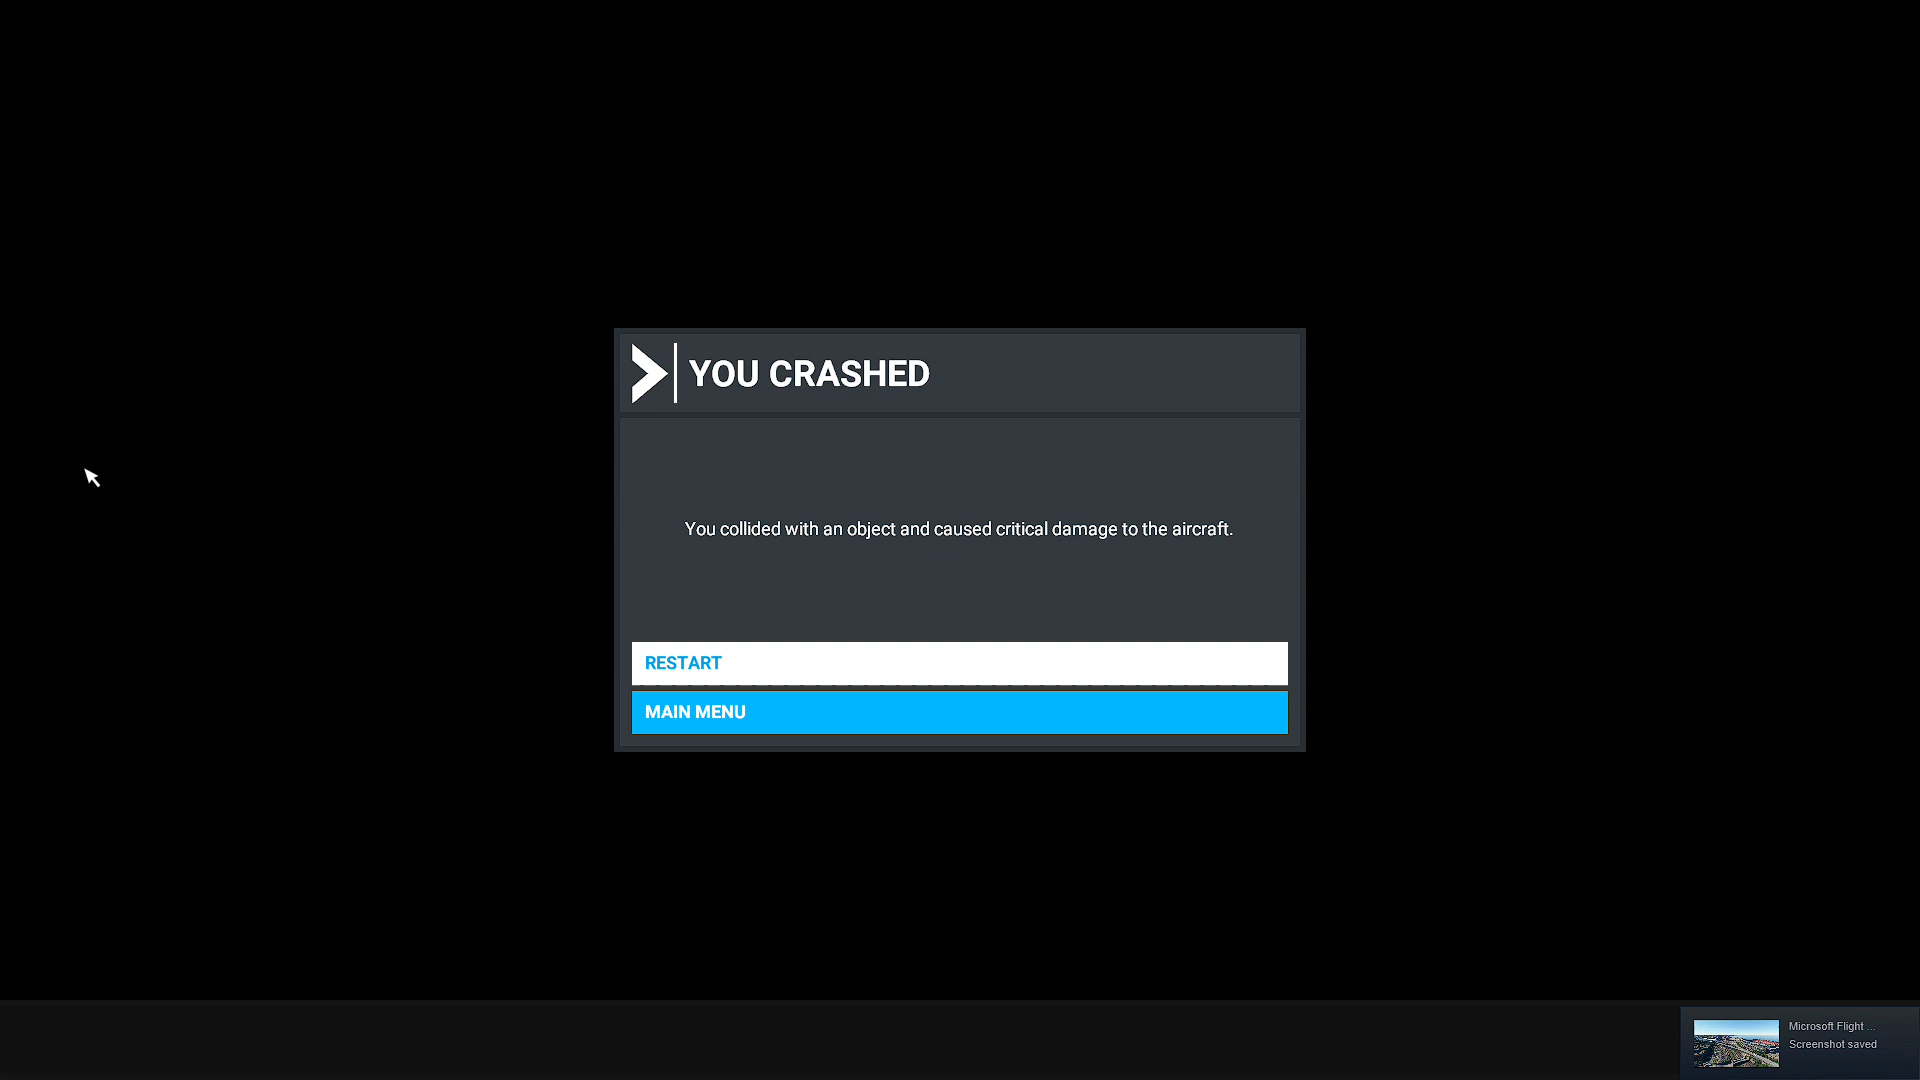 YOU CRASHED
You collided with an object and caused critical damage to the aircraft.
RESTART
MAIN MENU
Microsoft Flight ...
Screenshot saved